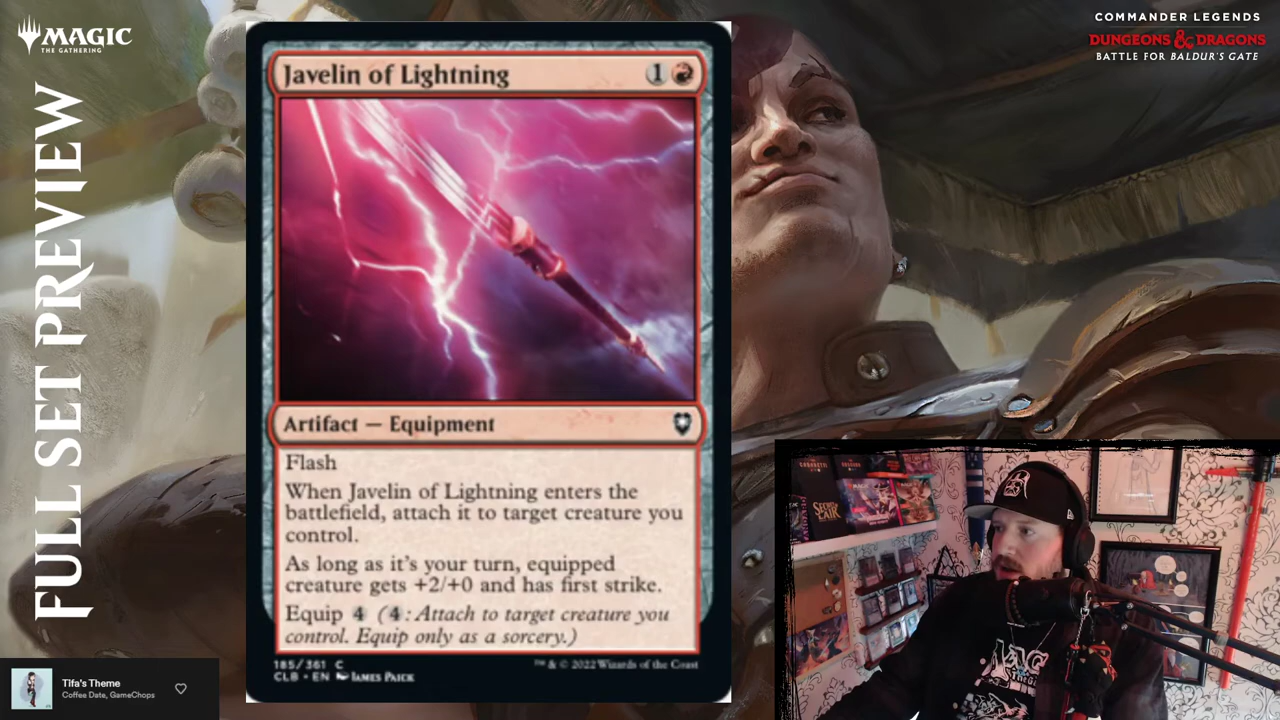 MAGIC
THE GATHERING
FULL SET PREVIEW
COMMANDER LEGENDS
DUNGEONS & DRAGONS
BATTLE FOR BALDUR'S GATE
Javelin of Lightning 1
Artifact — Equipment
Flash
When Javelin of Lightning enters the
battlefield, attach it to target creature you
control.
As long as it's your turn, equipped
creature gets +2/+0 and has first strike.
Equip 4 (4: Attach to target creature you
control. Equip only as a sorcery.)
185/361 C
CLB • EN JAMES PAICK
™ & © 2022 Wizards of the Coast
Tifa's Theme
Coffee Date, GameChops
SECRET
LAIR